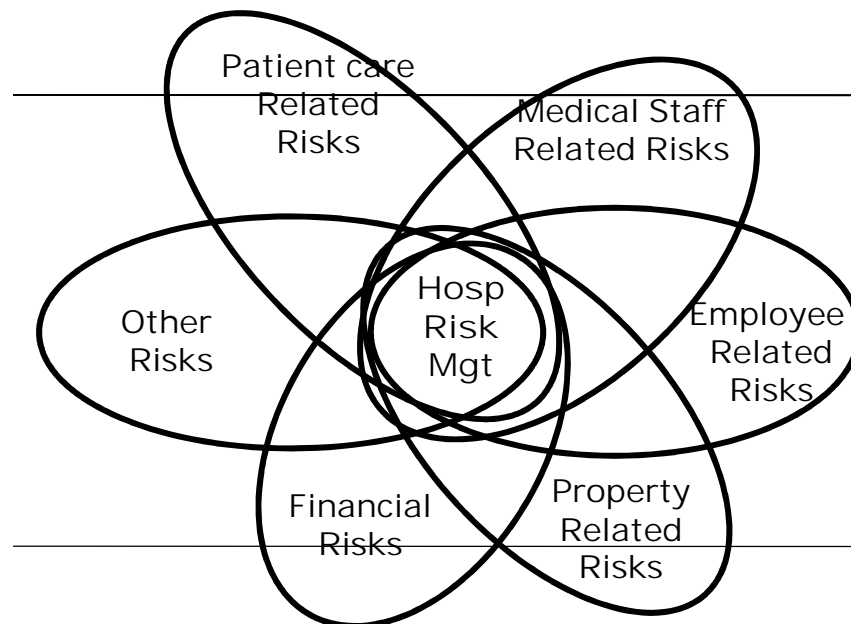 Patient care
Related
Risks
Medical Staff
Related Risks
Other
Risks
Hosp
Risk
Mgt
Employee
Related
Risks
Financial
Risks
Property
Related
Risks